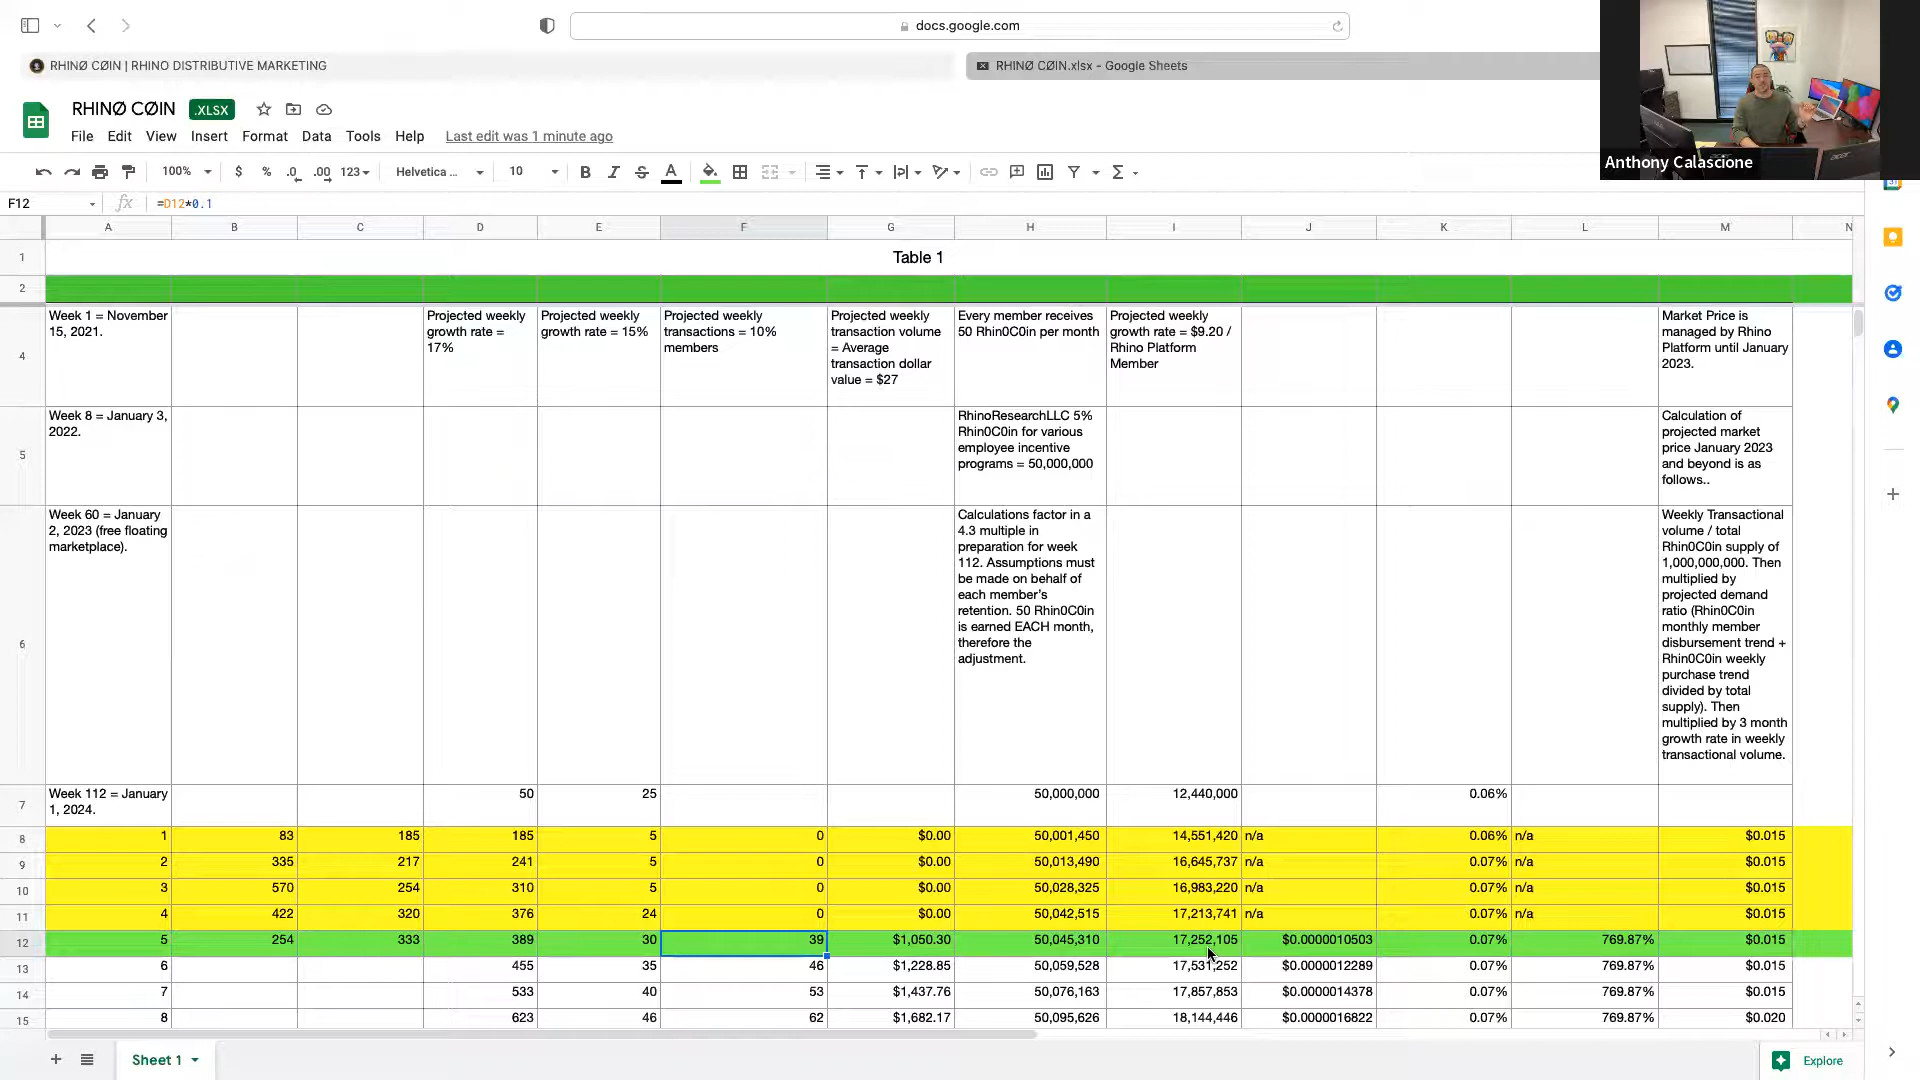 docs.google.com
RHINØ CØIN | RHINO DISTRIBUTIVE MARKETING
RHINØ CØIN.xlsx - Google Sheets
RHINØ CØIN .XLSX
File Edit View Insert Format Data Tools Help Last edit was 1 minute ago
100% $ % .0 .00 123 Helvetica ... 10 B I S A
Anthony Calascione
F12 fx =D12*0.1
A B C D E F G H I J K L M N
1 Table 1
2
4
Week 1 = November
15, 2021.
Projected weekly
growth rate =
17%
Projected weekly
growth rate = 15%
Projected weekly
transactions = 10%
members
Projected weekly
transaction volume
= Average
transaction dollar
value = $27
Every member receives
50 Rhin0C0in per month
Projected weekly
growth rate = $9.20 /
Rhino Platform
Member
Market Price is
managed by Rhino
Platform until January
2023.
5
Week 8 = January 3,
2022.
RhinoResearchLLC 5%
Rhin0C0in for various
employee incentive
programs = 50,000,000
Calculation of
projected market
price January 2023
and beyond is as
follows..
6
Week 60 = January
2, 2023 (free floating
marketplace).
Calculations factor in a
4.3 multiple in
preparation for week
112. Assumptions must
be made on behalf of
each member's
retention. 50 Rhin0C0in
is earned EACH month,
therefore the
adjustment.
Weekly Transactional
volume / total
Rhin0C0in supply of
1,000,000,000. Then
multiplied by
projected demand
ratio (Rhin0C0in
monthly member
disbursement trend +
Rhin0C0in weekly
purchase trend
divided by total
supply). Then
multiplied by 3 month
growth rate in weekly
transactional volume.
7
Week 112 = January
1, 2024.
50 25 50,000,000 12,440,000 0.06%
8 1 83 185 185 5 0 $0.00 50,001,450 14,551,420 n/a 0.06% n/a $0.015
9 2 335 217 241 5 0 $0.00 50,013,490 16,645,737 n/a 0.07% n/a $0.015
10 3 570 254 310 5 0 $0.00 50,028,325 16,983,220 n/a 0.07% n/a $0.015
11 4 422 320 376 24 0 $0.00 50,042,515 17,213,741 n/a 0.07% n/a $0.015
12 5 254 333 389 30 39 $1,050.30 50,045,310 17,252,105 $0.0000010503 0.07% 769.87% $0.015
13 6 455 35 46 $1,228.85 50,059,528 17,531,252 $0.0000012289 0.07% 769.87% $0.015
14 7 533 40 53 $1,437.76 50,076,163 17,857,853 $0.0000014378 0.07% 769.87% $0.015
15 8 623 46 62 $1,682.17 50,095,626 18,144,446 $0.0000016822 0.07% 769.87% $0.020
Sheet 1
Explore